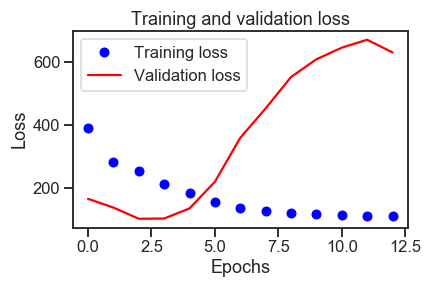 Training and validation loss
Training loss
Validation loss
600
400
200
Loss
0.0 2.5 5.0 7.5 10.0 12.5
Epochs